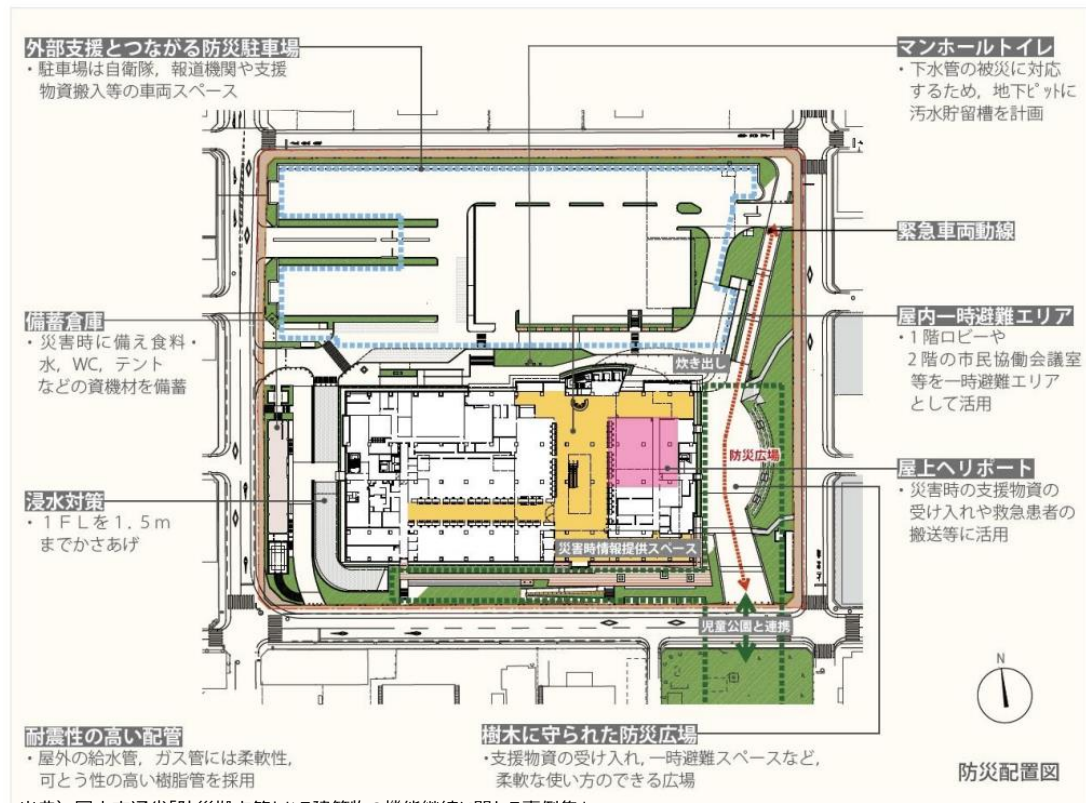 外部支援とつながる防災駐車場
・駐車場は自衛隊，報道機関や支援
物資搬入等の車両スペース
マンホールトイレ
・下水管の被災に対応
するため，地下ピットに
汚水貯留槽を計画
緊急車両動線
備蓄倉庫
・災害時に備え食料・
水，WC，テント
などの資機材を備蓄
屋内一時避難エリア
・1階ロビーや
2階の市民協働会議室
等を一時避難エリア
として活用
炊き出し
防災広場
浸水対策
・1ＦＬを1．5ｍ
までかさあげ
屋上ヘリポート
・災害時の支援物資の
受け入れや救急患者の
搬送等に活用
災害時情報提供スペース
児童公園と連携
N
耐震性の高い配管
・屋外の給水管，ガス管には柔軟性，
可とう性の高い樹脂管を採用
樹木に守られた防災広場
・支援物資の受け入れ，一時避難スペースなど，
柔軟な使い方のできる広場
防災配置図